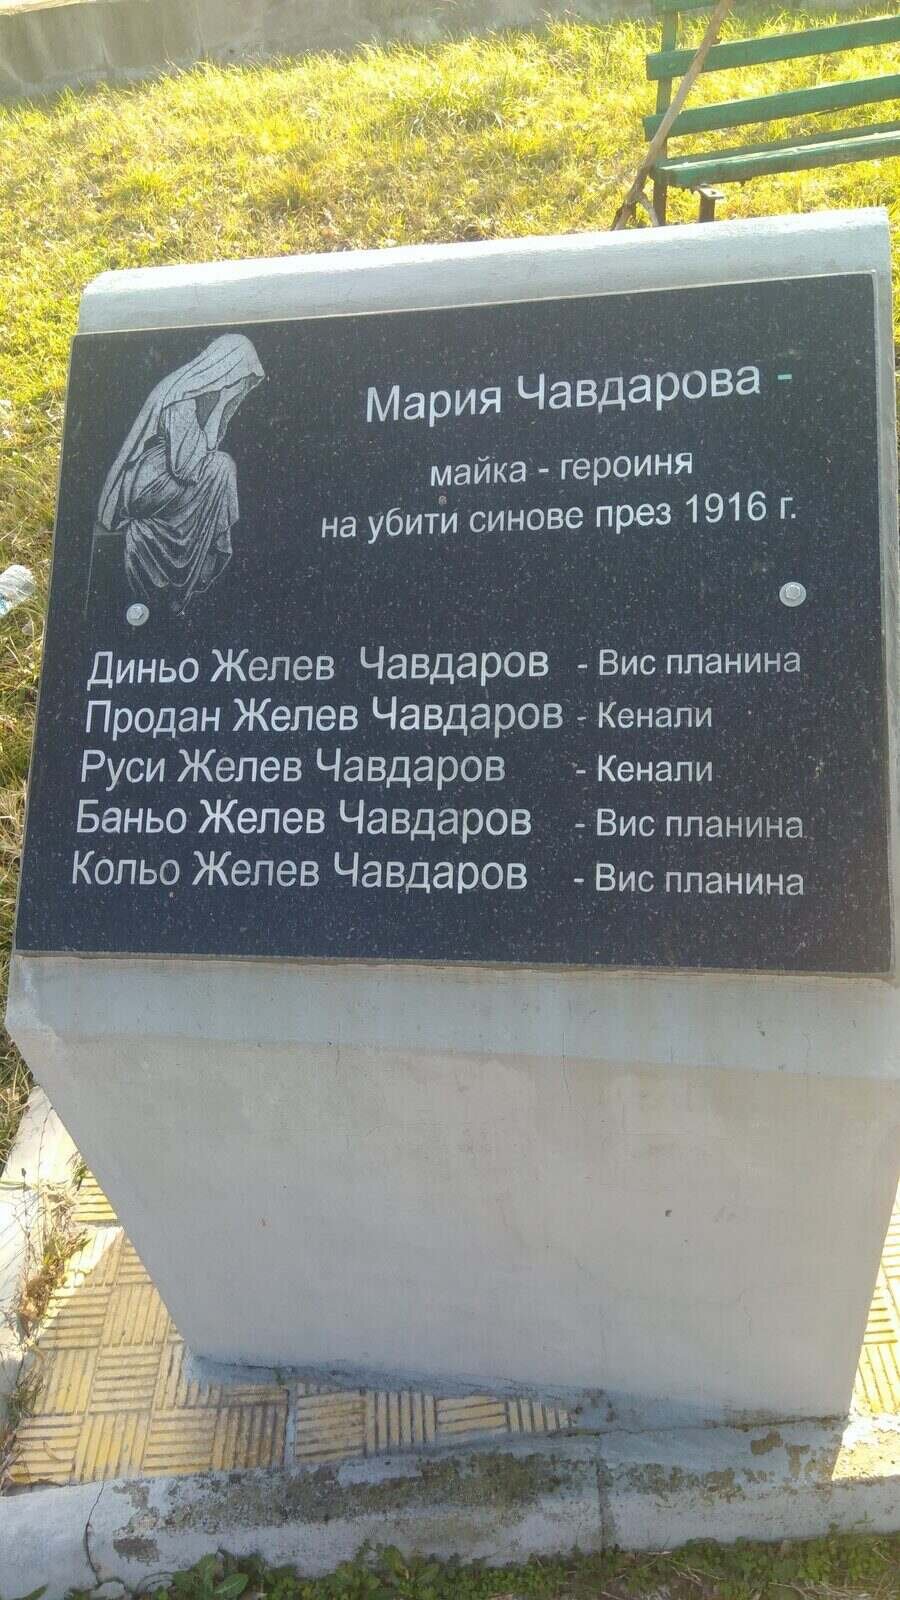 Мария Чавдарова -
майка - героиня
на убити синове през 1916 г.
Диньо Желев Чавдаров - Вис планина
Продан Желев Чавдаров - Кенали
Руси Желев Чавдаров - Кенали
Баньо Желев Чавдаров - Вис планина
Кольо Желев Чавдаров - Вис планина